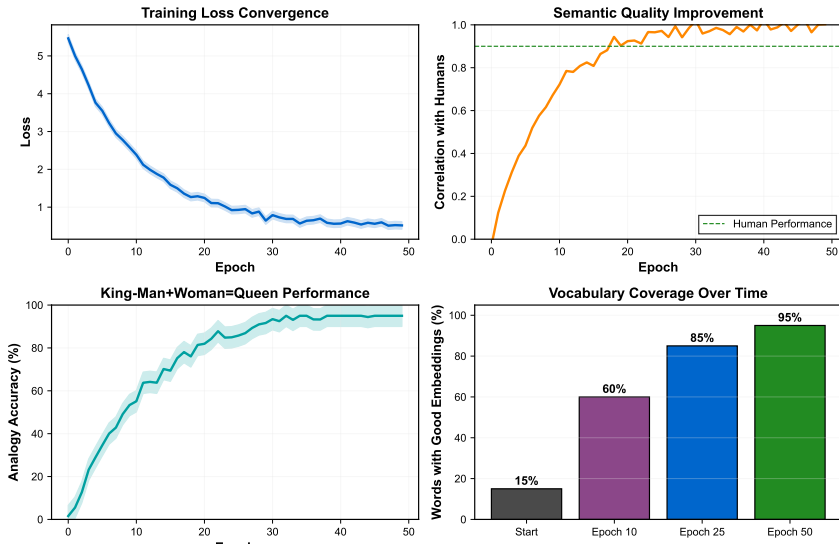 Training Loss Convergence
Loss
5
4
3
2
1
0 10 20 30 40 50
Epoch
Semantic Quality Improvement
Correlation with Humans
1.0
0.8
0.6
0.4
0.2
0.0
Human Performance
0 10 20 30 40 50
Epoch
King-Man+Woman=Queen Performance
Analogy Accuracy (%)
100
80
60
40
20
0
0 10 20 30 40 50
Vocabulary Coverage Over Time
Words with Good Embeddings (%)
100
80
60
40
20
0
15%
60%
85%
95%
Start Epoch 10 Epoch 25 Epoch 50